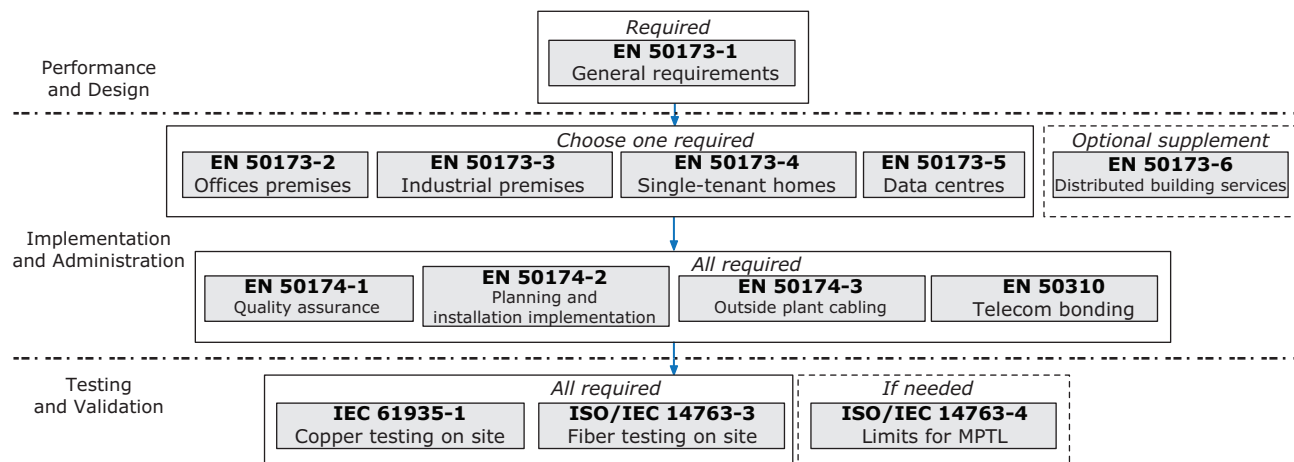 Required
EN 50173-1
General requirements
Performance
and Design
Choose one required
EN 50173-2
Offices premises
EN 50173-3
Industrial premises
EN 50173-4
Single-tenant homes
EN 50173-5
Data centres
Optional supplement
EN 50173-6
Distributed building services
Implementation
and Administration
All required
EN 50174-1
Quality assurance
EN 50174-2
Planning and
installation implementation
EN 50174-3
Outside plant cabling
EN 50310
Telecom bonding
Testing
and Validation
All required
IEC 61935-1
Copper testing on site
ISO/IEC 14763-3
Fiber testing on site
If needed
ISO/IEC 14763-4
Limits for MPTL